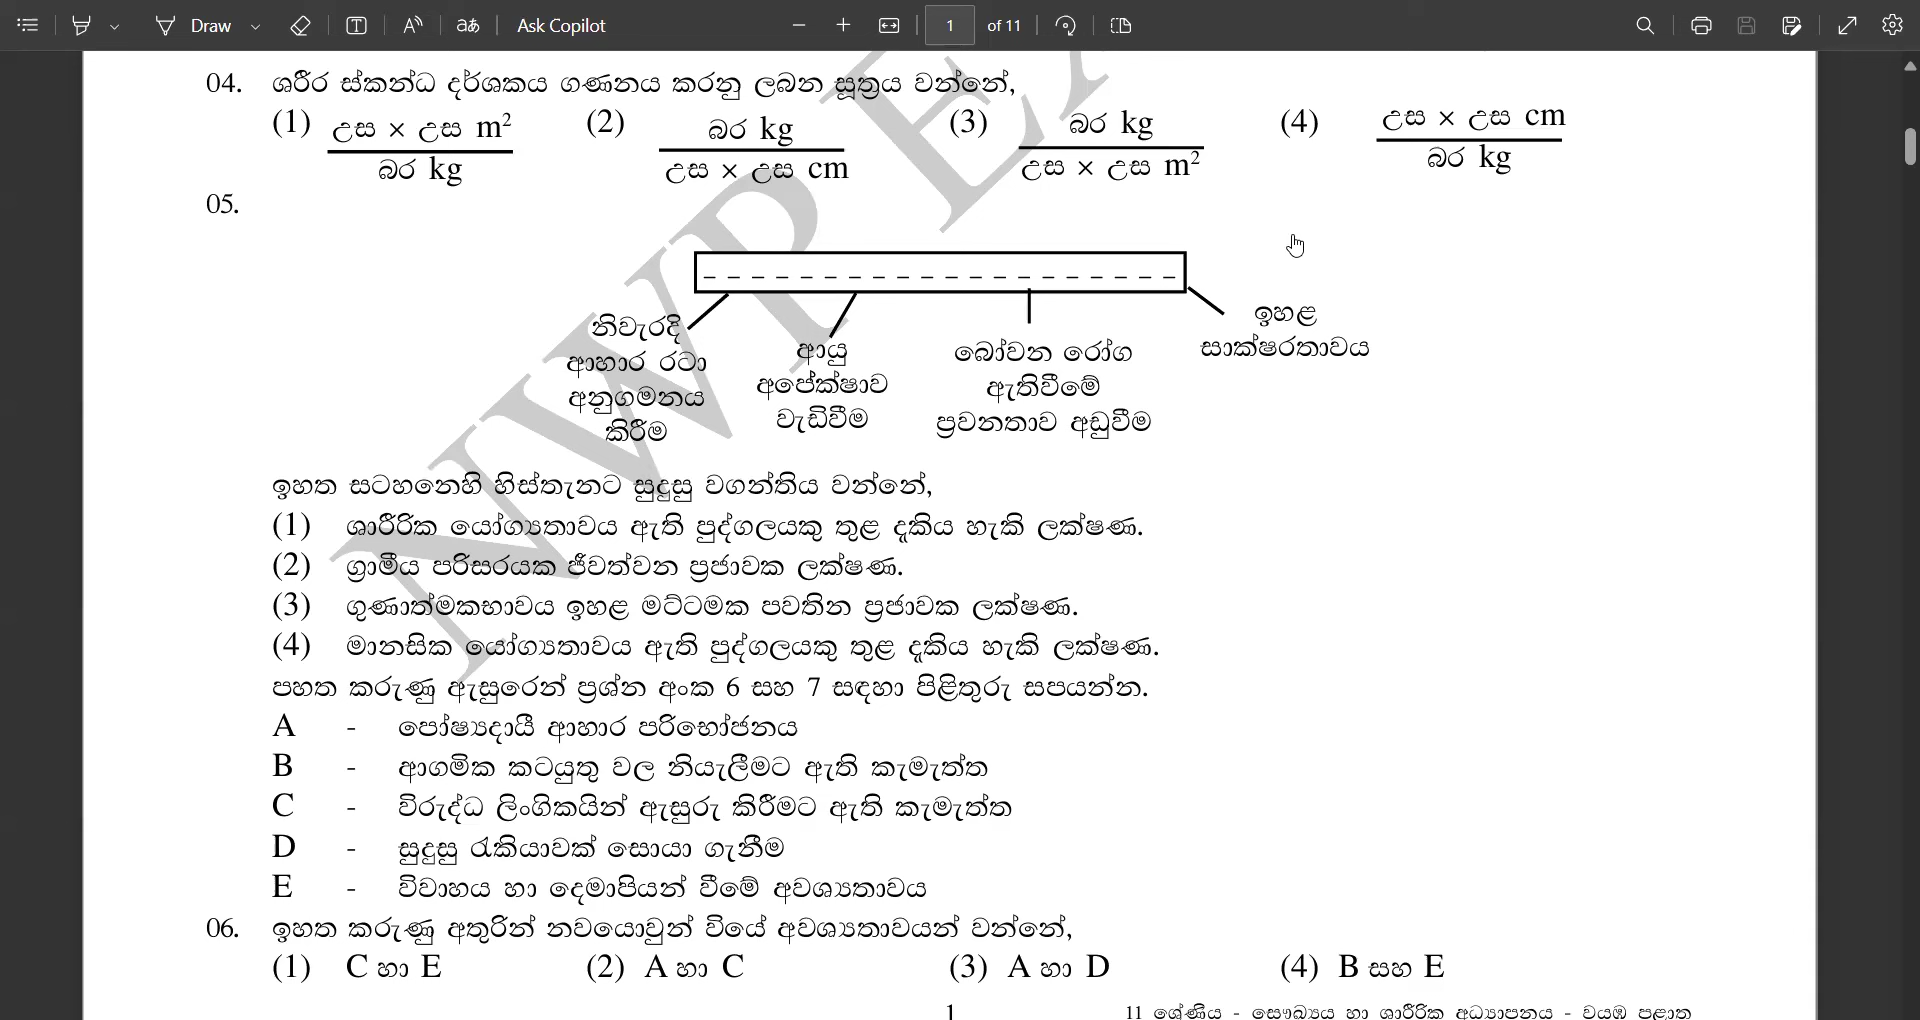 Draw
Ask Copilot
1 of 11
04. ශරීර ස්කන්ධ දර්ශකය ගණනය කරනු ලබන සූත්‍රය වන්නේ,
(1) උස × උස m² (2) බර kg (3) බර kg (4) උස × උස cm
බර kg උස × උස cm උස × උස m² බර kg
05.
නිවැරදි ආහාර රටා අනුගමනය කිරීම
ආයු අපේක්ෂාව වැඩිවීම
බෝවන රෝග ඇතිවීමේ ප්‍රවනතාව අඩුවීම
ඉහළ සාක්ෂරතාවය
ඉහත සටහනෙහි හිස්තැනට සුදුසු වගන්තිය වන්නේ,
(1) ශාරීරික යෝග්‍යතාවය ඇති පුද්ගලයකු තුළ දැකිය හැකි ලක්ෂණ.
(2) ග්‍රාමීය පරිසරයක ජීවත්වන ප්‍රජාවක ලක්ෂණ.
(3) ගුණාත්මකභාවය ඉහළ මට්ටමක පවතින ප්‍රජාවක ලක්ෂණ.
(4) මානසික යෝග්‍යතාවය ඇති පුද්ගලයකු තුළ දැකිය හැකි ලක්ෂණ.
පහත කරුණු ඇසුරෙන් ප්‍රශ්න අංක 6 සහ 7 සඳහා පිළිතුරු සපයන්න.
A - පෝෂ්‍යදායී ආහාර පරිභෝජනය
B - ආගමික කටයුතු වල නියැලීමට ඇති කැමැත්ත
C - විරුද්ධ ලිංගිකයින් ඇසුරු කිරීමට ඇති කැමැත්ත
D - සුදුසු රැකියාවක් සොයා ගැනීම
E - විවාහය හා දෙමාපියන් වීමේ අවශ්‍යතාවය
06. ඉහත කරුණු අතුරින් නවයොවුන් වියේ අවශ්‍යතාවයන් වන්නේ,
(1) C හා E (2) A හා C (3) A හා D (4) B සහ E
1 11 ශ්‍රේණිය - සෞඛ්‍යය හා ශාරීරික අධ්‍යාපනය - වයඹ පළාත